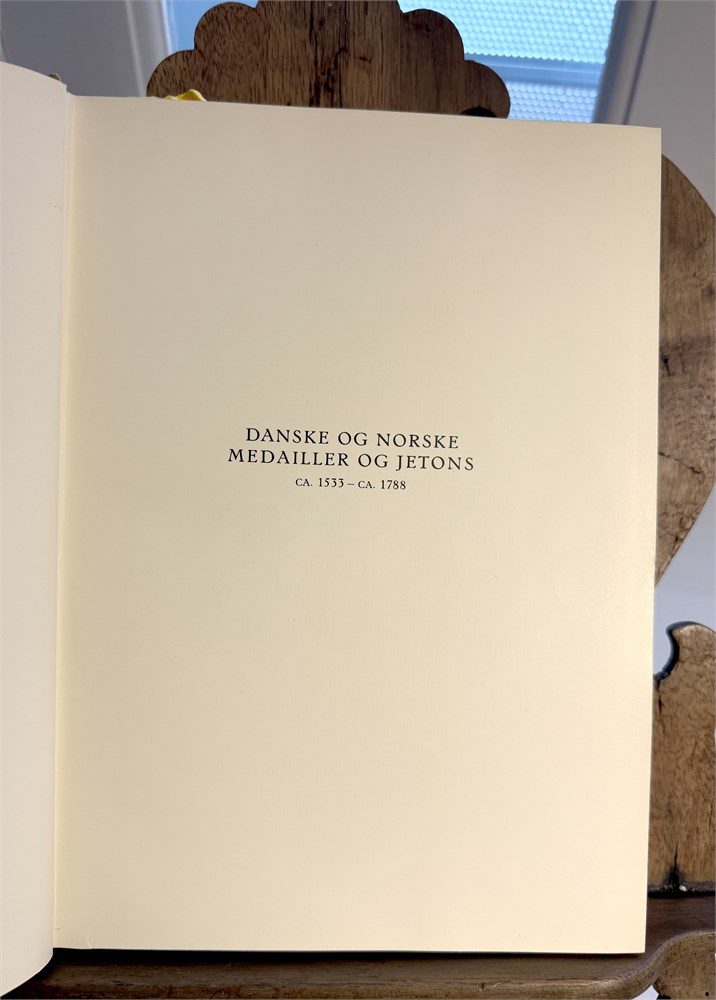 DANSKE OG NORSKE
MEDAILLER OG JETONS
CA. 1533 – CA. 1788